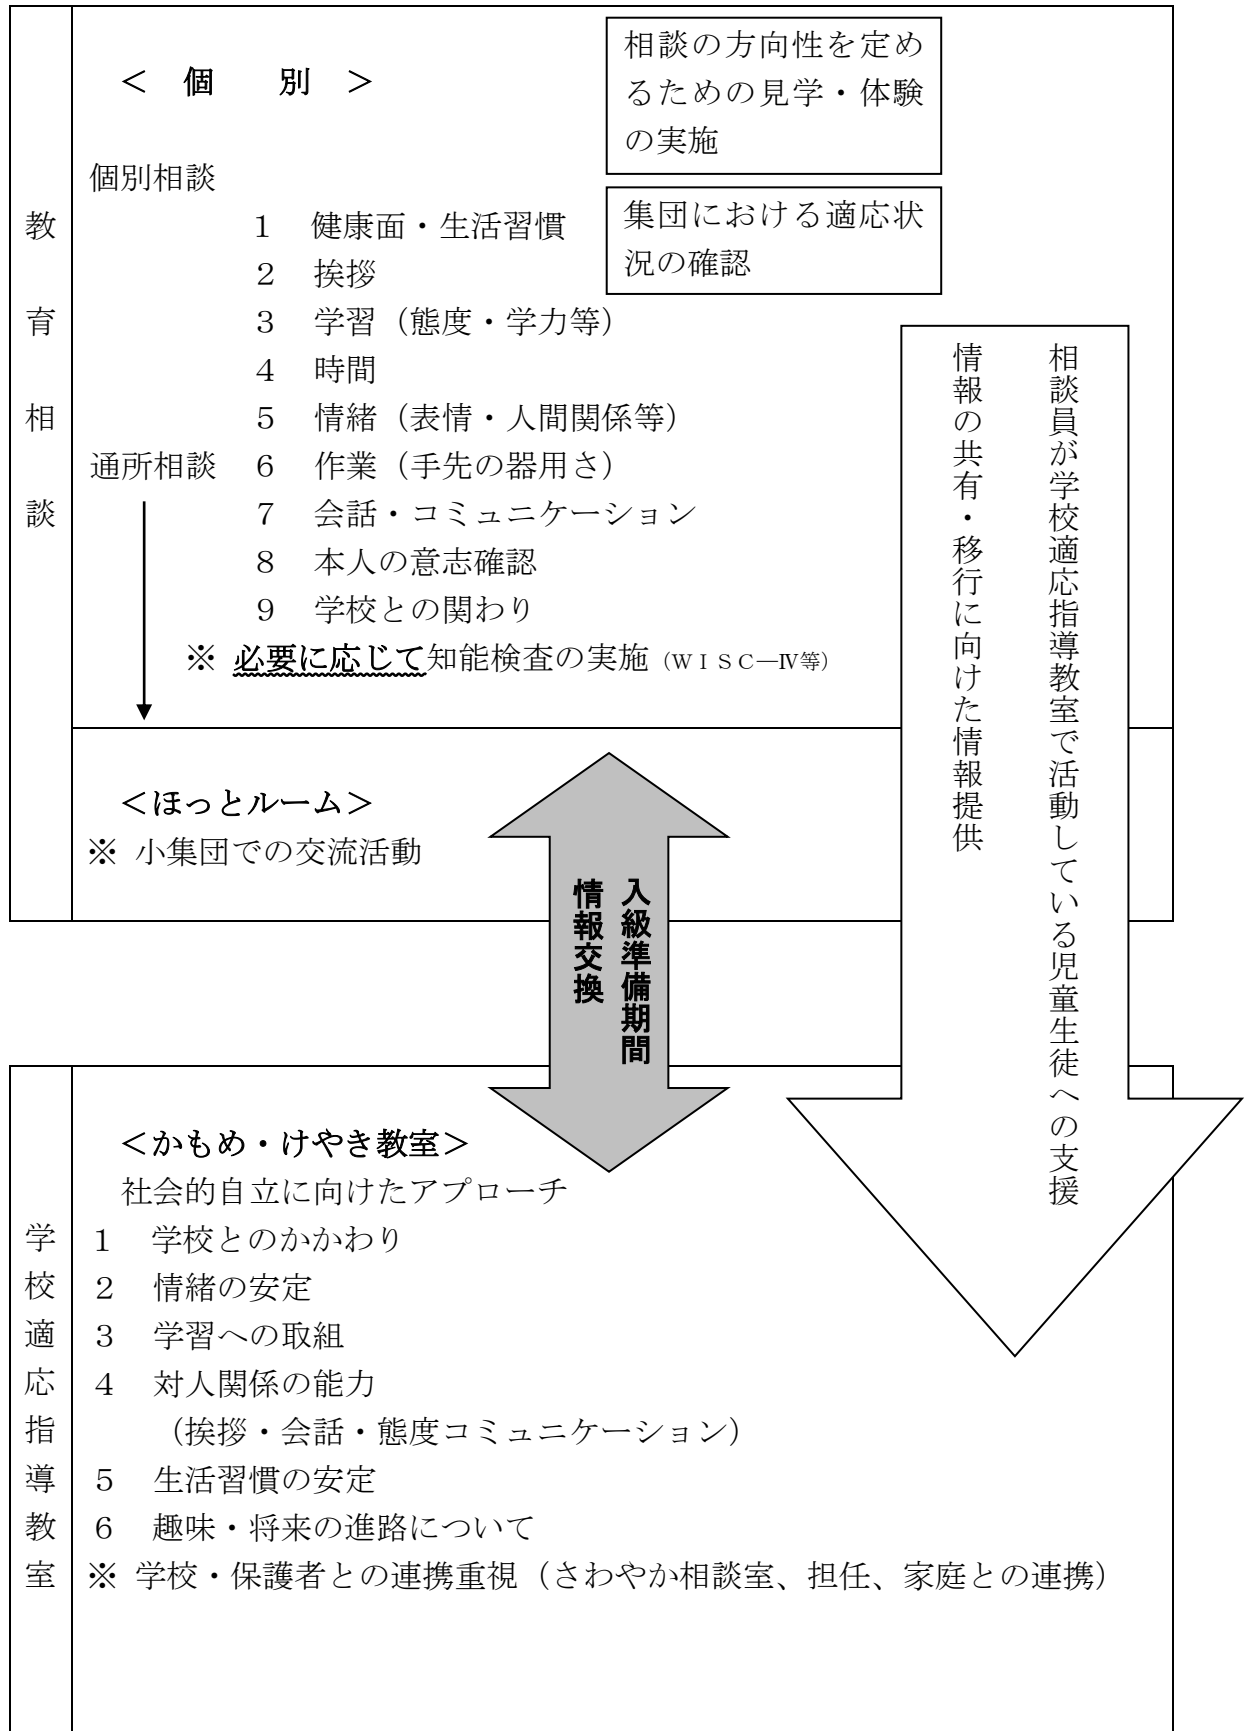 教育相談
＜ 個　別 ＞
相談の方向性を定め
るための見学・体験
の実施
集団における適応状
況の確認
個別相談
1　健康面・生活習慣
2　挨拶
3　学習（態度・学力等）
4　時間
5　情緒（表情・人間関係等）
通所相談　6　作業（手先の器用さ）
7　会話・コミュニケーション
8　本人の意志確認
9　学校との関わり
※ 必要に応じて知能検査の実施（ＷＩＳＣ―Ⅳ等）
相談員が学校適応指導教室で活動している児童生徒への支援
情報の共有・移行に向けた情報提供
＜ほっとルーム＞
※ 小集団での交流活動
入級準備期間
情報交換
学校適応指導教室
＜かもめ・けやき教室＞
社会的自立に向けたアプローチ
1　学校とのかかわり
2　情緒の安定
3　学習への取組
4　対人関係の能力
（挨拶・会話・態度コミュニケーション）
5　生活習慣の安定
6　趣味・将来の進路について
※ 学校・保護者との連携重視（さわやか相談室、担任、家庭との連携）